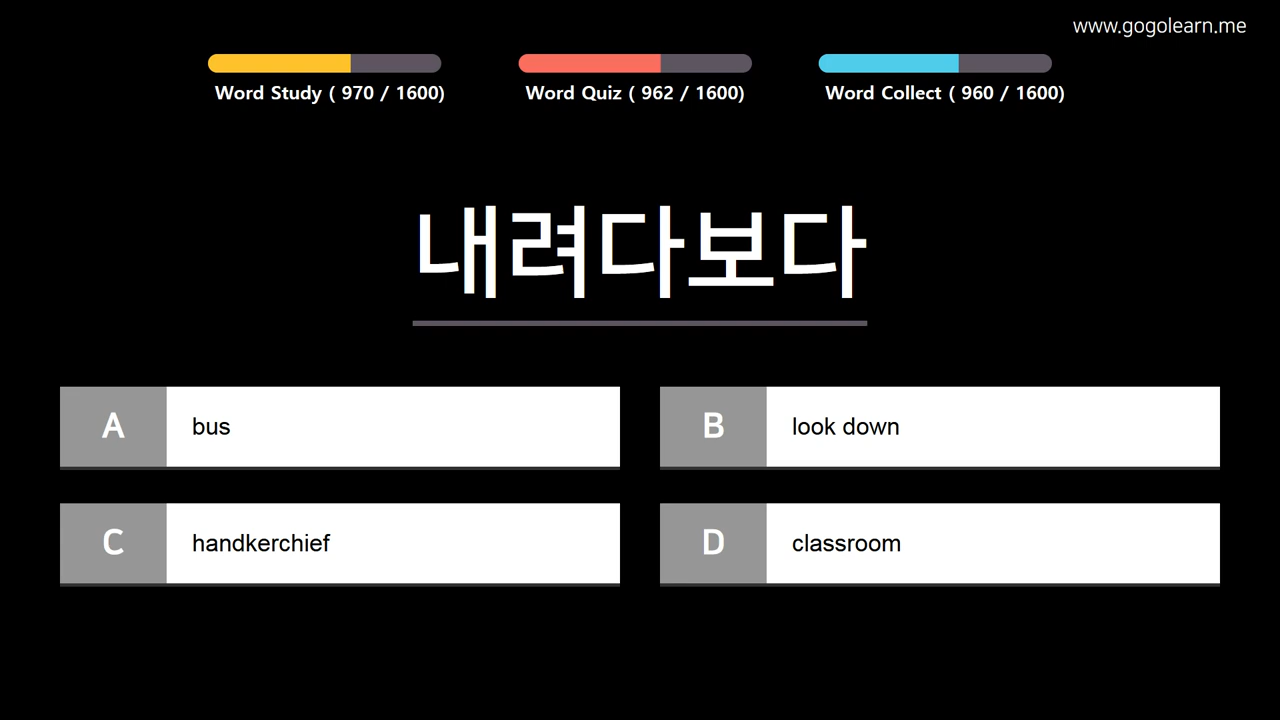 www.gogolearn.me
Word Study ( 970 / 1600)
Word Quiz ( 962 / 1600)
Word Collect ( 960 / 1600)
내려다보다
A bus
B look down
C handkerchief
D classroom